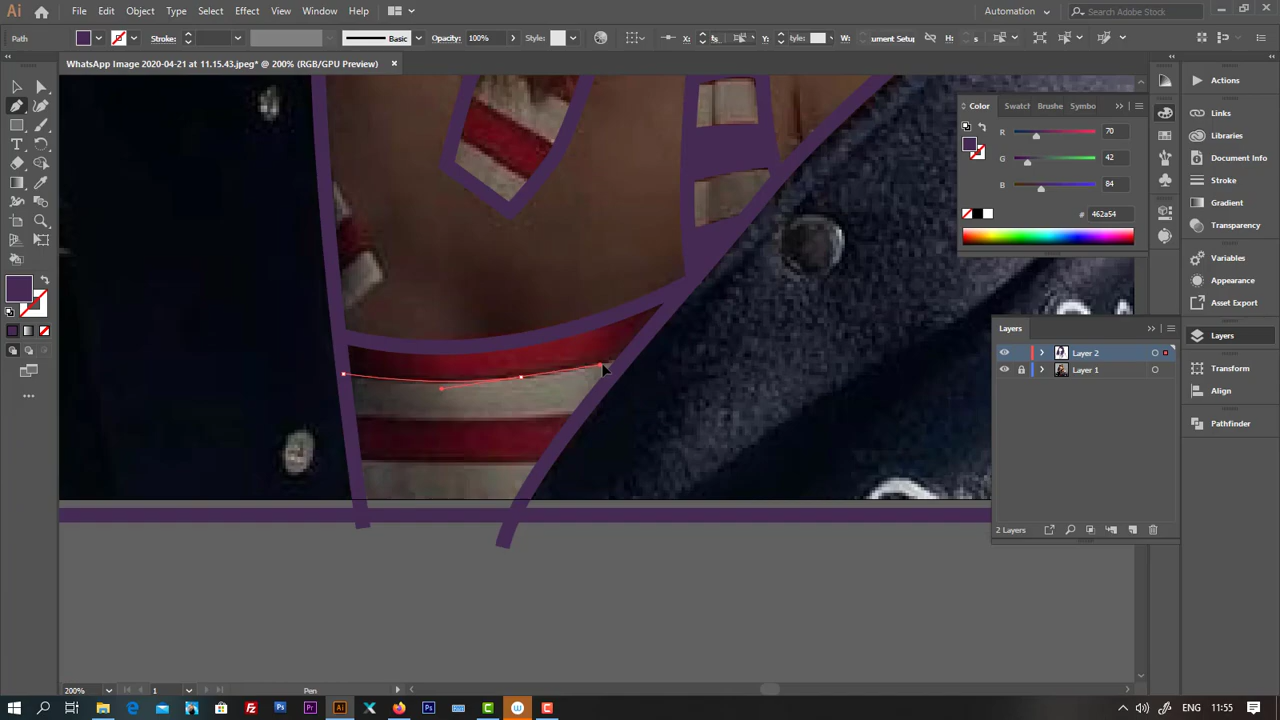 Ai File Edit Object Type Select Effect View Window Help Automation Search Adobe Stock
Path Stroke: Basic Opacity: 100% Style: X: Y: W: H:
WhatsApp Image 2020-04-21 at 11.15.43.jpeg* @ 200% (RGB/GPU Preview)
Actions
Links
Libraries
Document Info
Stroke
Gradient
Transparency
Variables
Appearance
Asset Export
Layers
Transform
Align
Pathfinder
Color Swatch Brushe Symbo
R 70
G 42
B 84
# 462a54
Layers
Layer 2
Layer 1
2 Layers
200% 1 Pen
ENG 11:55